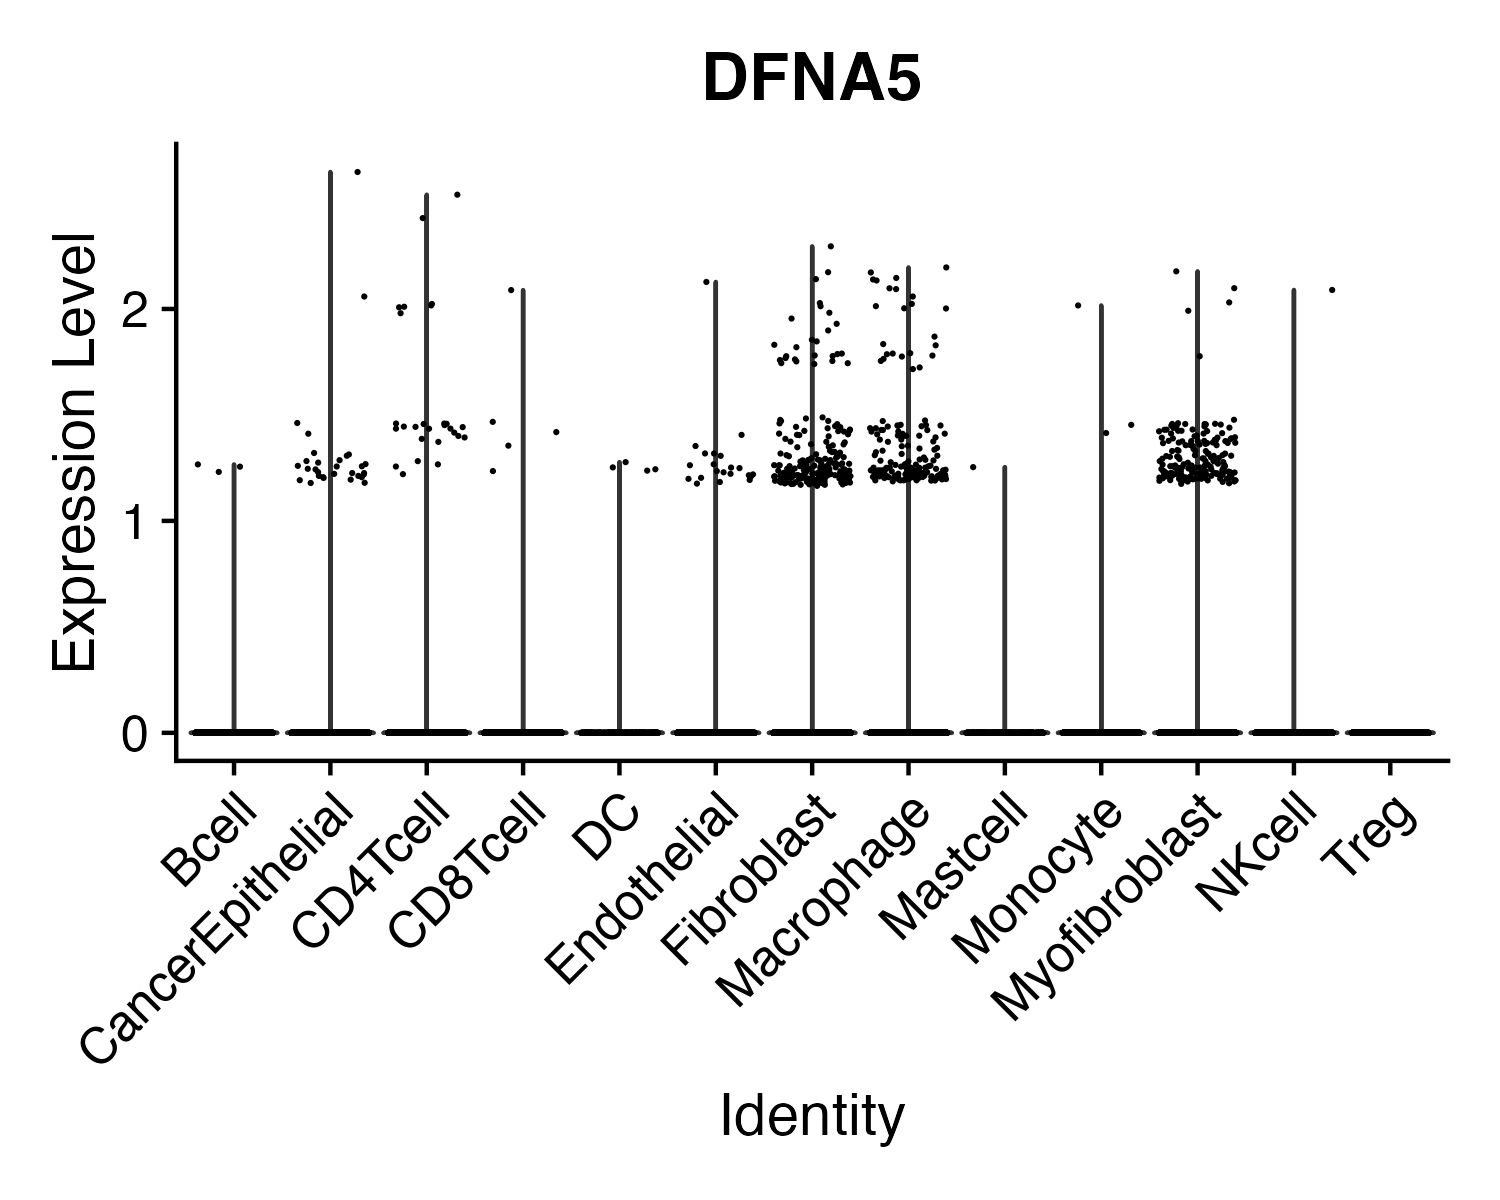 DFNA5
Expression Level
2
1
0
Bcell
CancerEpithelial
CD4Tcell
CD8Tcell
DC
Endothelial
Fibroblast
Macrophage
Mastcell
Monocyte
Myofibroblast
NKcell
Treg
Identity